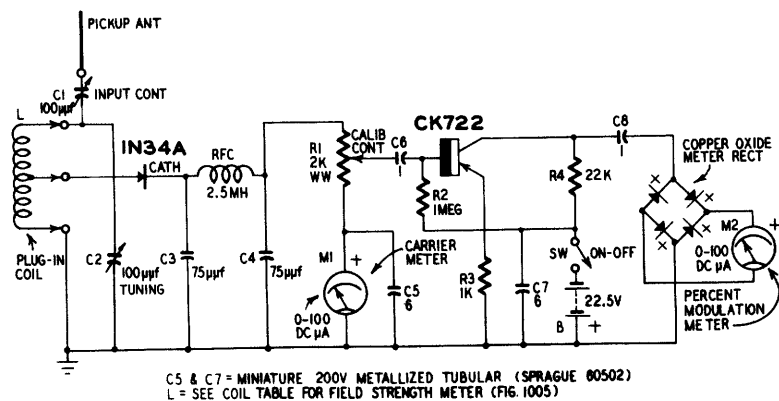 PICKUP ANT
C1
100μμf
INPUT CONT
L
1N34A
CATH
RFC
2.5MH
R1
2K
WW
CALIB
CONT
C6
1
CK722
C8
1
COPPER OXIDE
METER RECT
R4
22K
R2
1MEG
PLUG-IN
COIL
C2
100μμf
TUNING
C3
75μμf
C4
75μμf
M1
+
CARRIER
METER
0-100
DC μA
C5
6
R3
1K
C7
6
SW
ON-OFF
22.5V
B
+
M2
+
0-100
DC μA
PERCENT
MODULATION
METER
C5 & C7 = MINIATURE 200V METALLIZED TUBULAR (SPRAGUE 60502)
L = SEE COIL TABLE FOR FIELD STRENGTH METER (FIG. 1005)